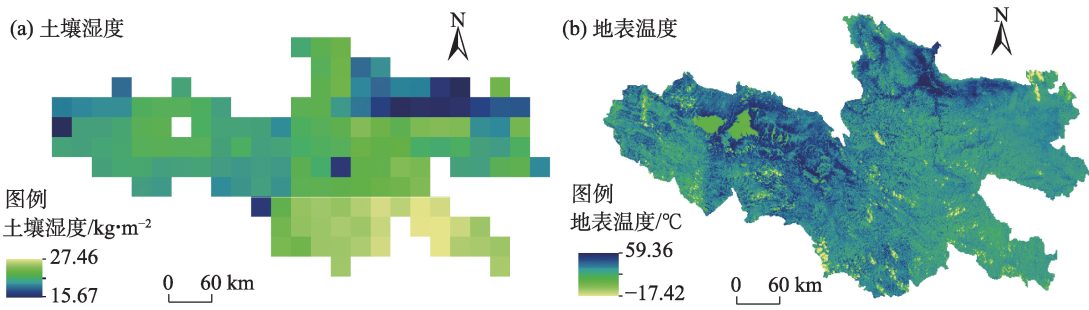 (a) 土壤湿度
N
图例
土壤湿度/kg•m⁻²
27.46
15.67
0 60 km
(b) 地表温度
N
图例
地表温度/℃
59.36
−17.42
0 60 km